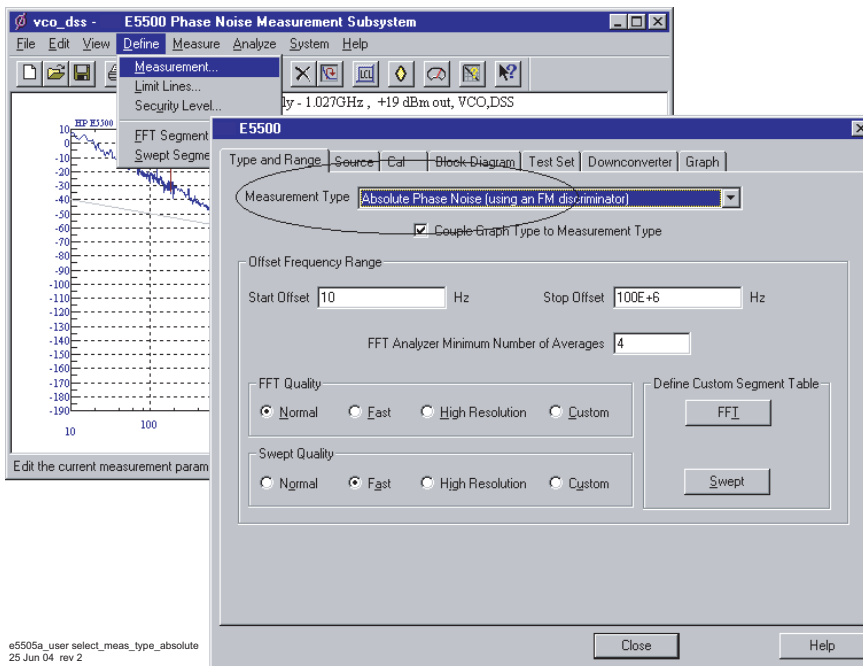 vco_dss - E5500 Phase Noise Measurement Subsystem
File Edit View Define Measure Analyze System Help
Measurement...
Limit Lines...
Security Level...
FFT Segment
Swept Segme
ly - 1.027GHz , +19 dBm out, VCO,DSS
HP E5500
10
0
-10
-20
-30
-40
-50
-60
-70
-80
-90
-100
-110
-120
-130
-140
-150
-160
-170
-180
-190
10
100
Edit the current measurement param
E5500
Type and Range Source Cal Block Diagram Test Set Downconverter Graph
Measurement Type Absolute Phase Noise (using an FM discriminator)
Couple Graph Type to Measurement Type
Offset Frequency Range
Start Offset 10 Hz Stop Offset 100E+6 Hz
FFT Analyzer Minimum Number of Averages 4
FFT Quality
Normal Fast High Resolution Custom
Define Custom Segment Table
FFT
Swept Quality
Normal Fast High Resolution Custom
Swept
Close Help
e5505a_user select_meas_type_absolute
25 Jun 04 rev 2